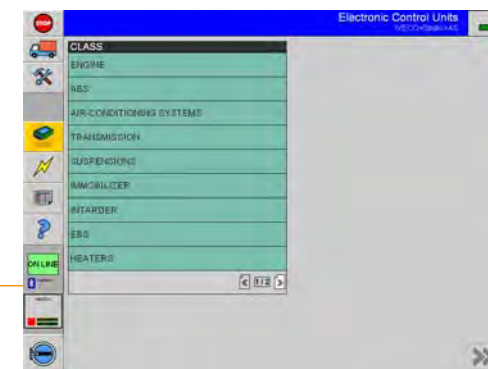 STOP
Electronic Control Units
IVECO>Stralis>AS
CLASS
ENGINE
ABS
AIR-CONDITIONING SYSTEMS
TRANSMISSION
SUSPENSIONS
IMMOBILIZER
INTARDER
EBS
HEATERS
1/2
ON LINE